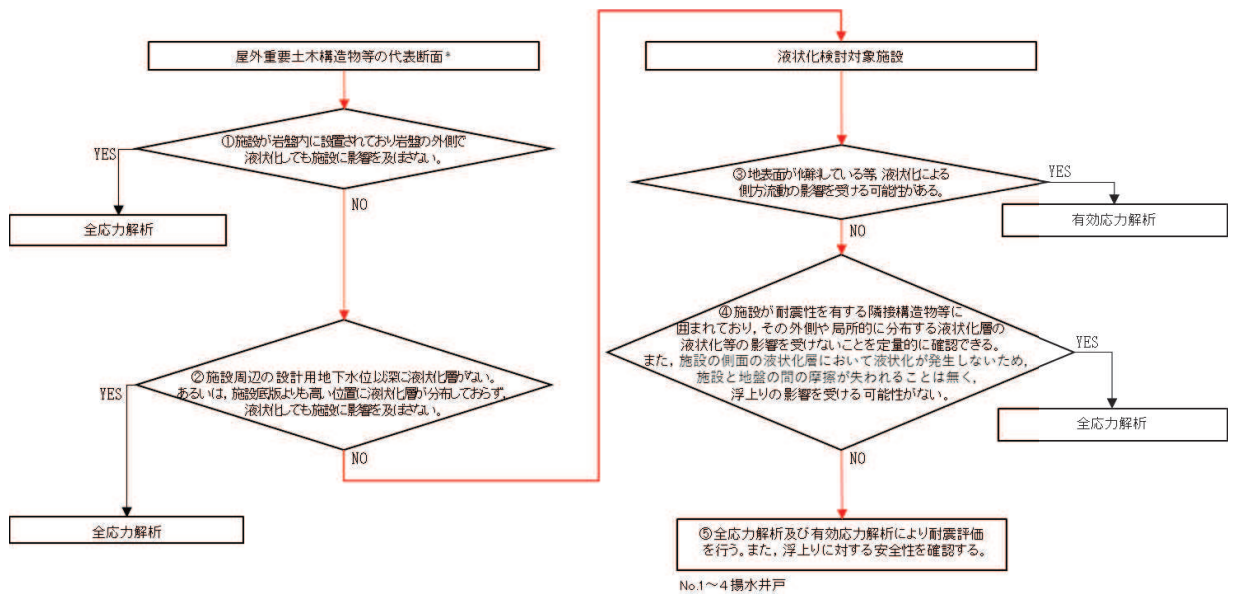 屋外重要土木構造物等の代表断面*
①施設が岩盤内に設置されており岩盤の外側で
液状化しても施設に影響を及ぼさない。
YES
NO
全応力解析
②施設周辺の設計用地下水位以深に液状化層がない。
あるいは，施設底版よりも高い位置に液状化層が分布しておらず，
液状化しても施設に影響を及ぼさない。
YES
NO
全応力解析
液状化検討対象施設
③地表面が傾斜している等，液状化による
側方流動の影響を受ける可能性がある。
YES
NO
有効応力解析
④施設が耐震性を有する隣接構造物等に
囲まれており，その外側や局所的に分布する液状化層の
液状化等の影響を受けないことを定量的に確認できる。
また，施設の側面の液状化層において液状化が発生しないため，
施設と地盤の間の摩擦が失われることは無く，
浮上りの影響を受ける可能性がない。
YES
NO
全応力解析
⑤全応力解析及び有効応力解析により耐震評価
を行う。また，浮上りに対する安全性を確認する。
No.1～4揚水井戸